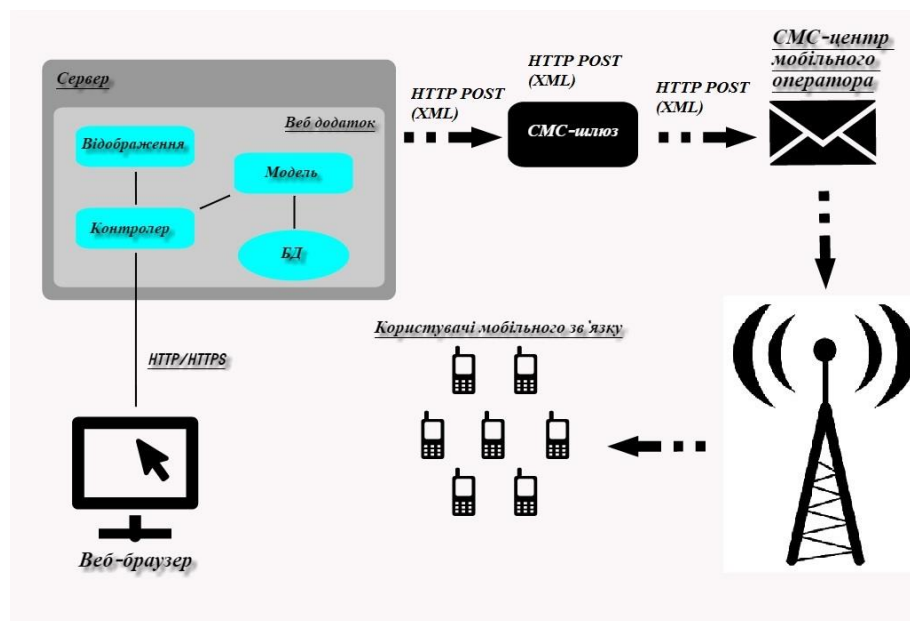 Сервер
Веб додаток
Відображення
Модель
Контролер
БД
HTTP/HTTPS
Веб-браузер
HTTP POST
(XML)
HTTP POST
(XML)
СМС-шлюз
HTTP POST
(XML)
СМС-центр
мобільного
оператора
Користувачі мобільного зв'язку